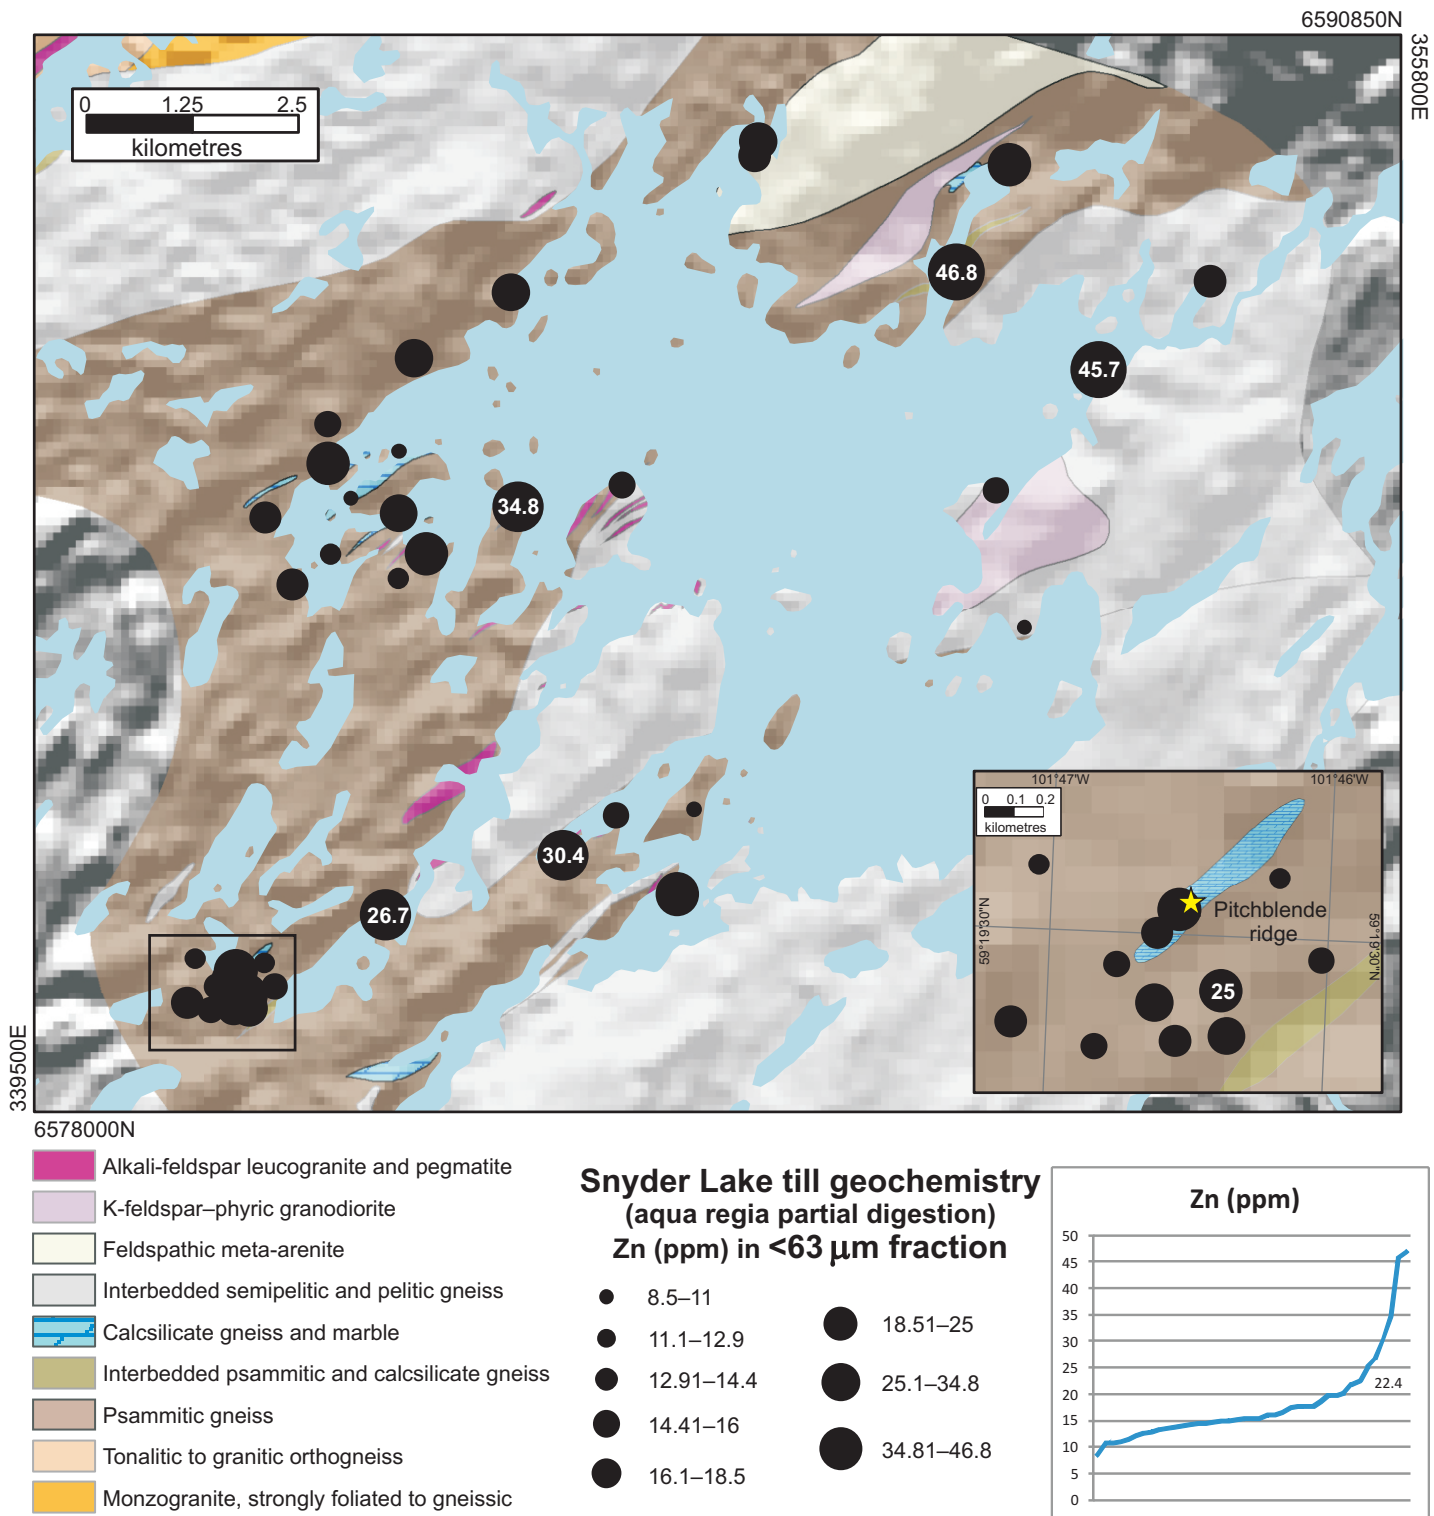 6590850N
355800E
0 1.25 2.5
kilometres
46.8
45.7
34.8
30.4
26.7
101°47'W
101°46'W
0 0.1 0.2
kilometres
59°19'30"N
59°19'30"N
Pitchblende
ridge
25
339500E
6578000N
Alkali-feldspar leucogranite and pegmatite
K-feldspar–phyric granodiorite
Feldspathic meta-arenite
Interbedded semipelitic and pelitic gneiss
Calcsilicate gneiss and marble
Interbedded psammitic and calcsilicate gneiss
Psammitic gneiss
Tonalitic to granitic orthogneiss
Monzogranite, strongly foliated to gneissic
Snyder Lake till geochemistry
(aqua regia partial digestion)
Zn (ppm) in <63 µm fraction
8.5–11
11.1–12.9
12.91–14.4
14.41–16
16.1–18.5
18.51–25
25.1–34.8
34.81–46.8
Zn (ppm)
50
45
40
35
30
25
20
15
10
5
0
22.4